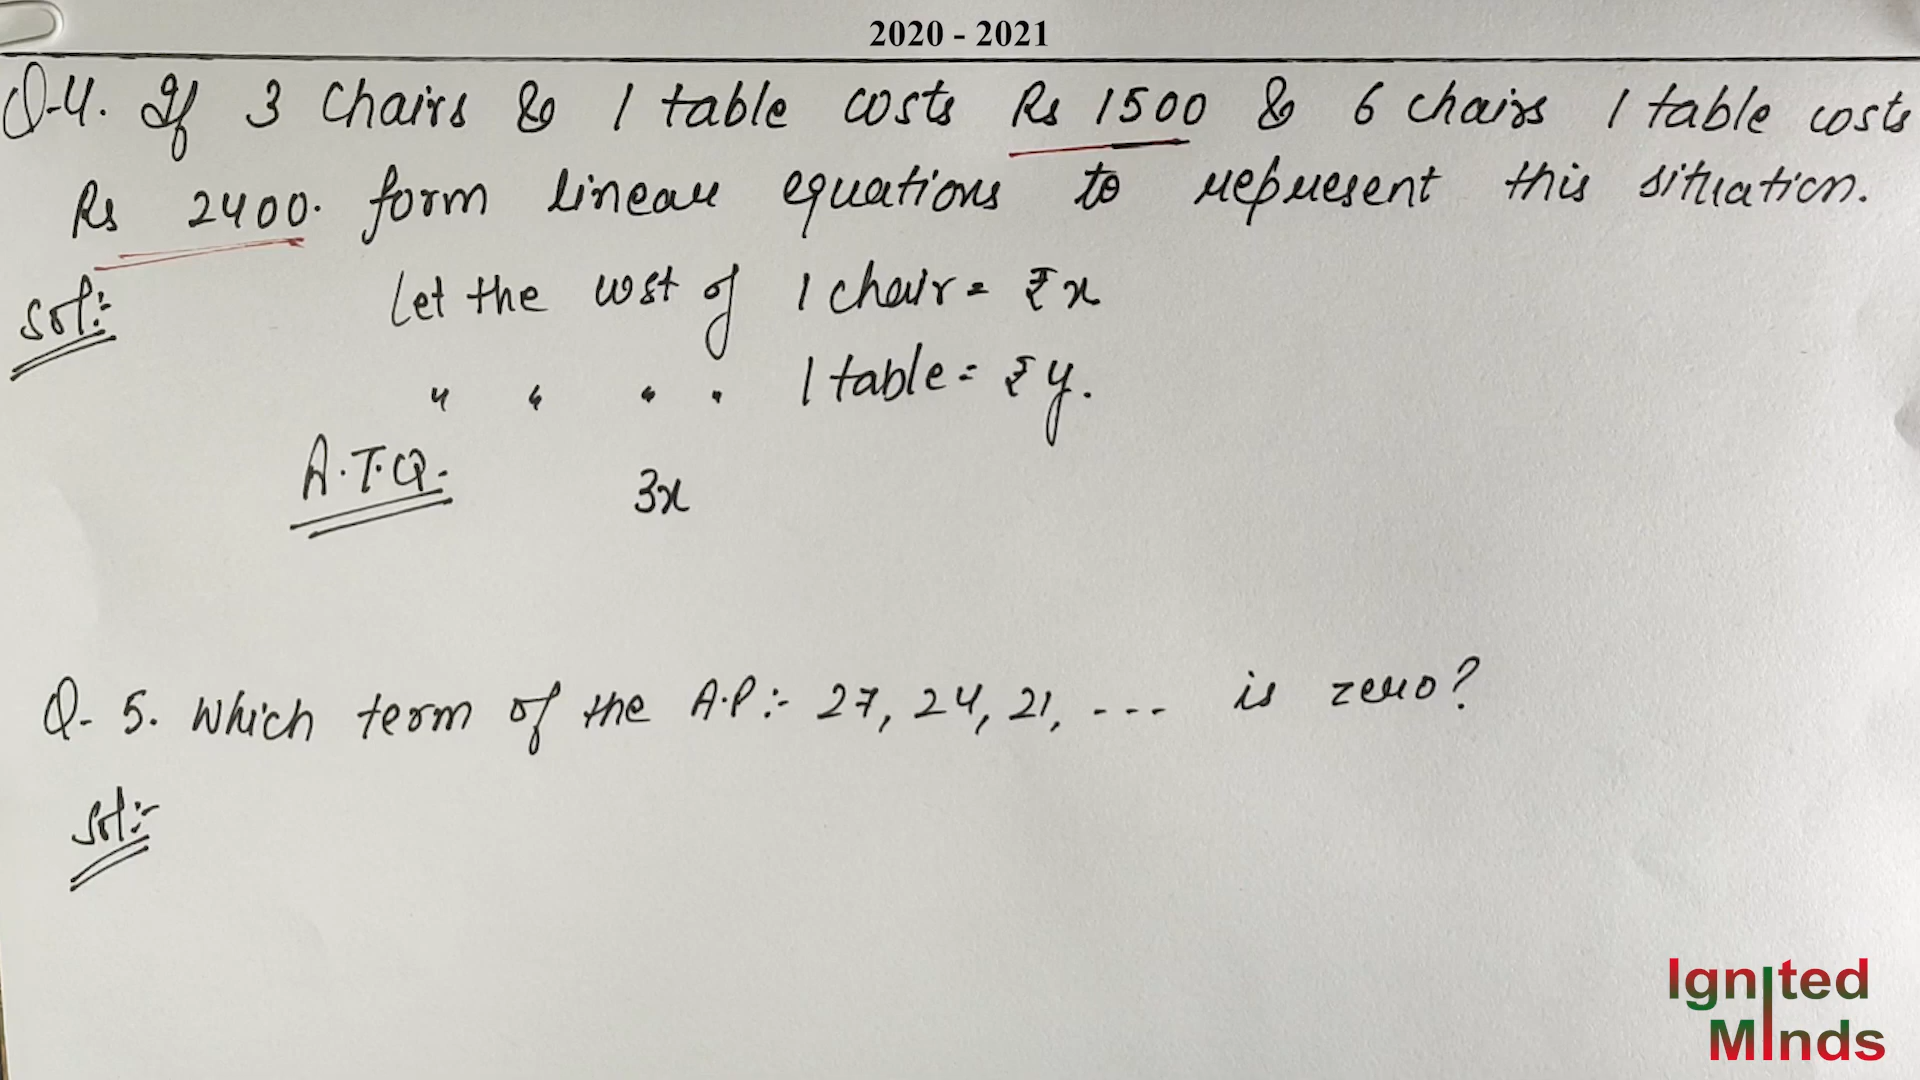 2020 - 2021
Q-4. If 3 Chairs & 1 table costs Rs 1500 & 6 chairs 1 table costs
Rs 2400. form linear equations to represent this situation.
Sol:-
Let the cost of 1 chair = ₹ x
" " " " 1 table = ₹ y.
A.T.Q. 3x
Q- 5. Which term of the A.P:- 27, 24, 21, --- is zero?
Sol:-
Ignited
Minds